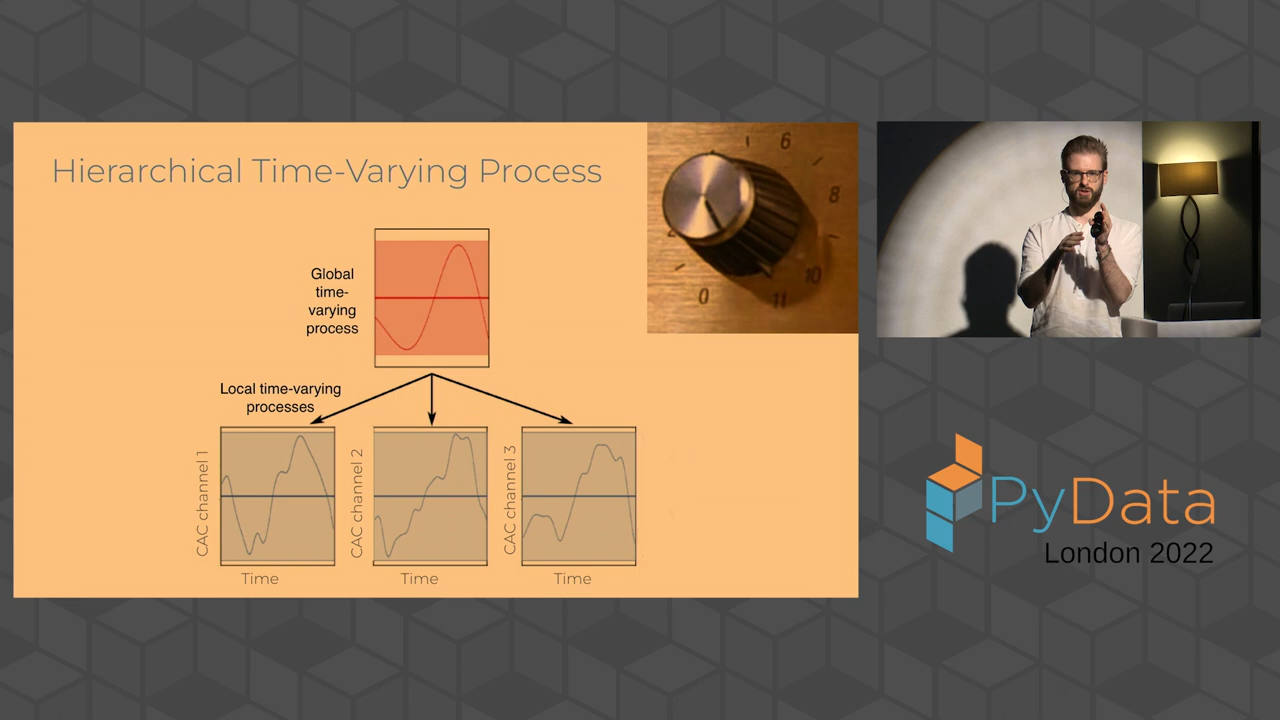 Hierarchical Time-Varying Process
6
8
10
11
0
Global
time-
varying
process
Local time-varying
processes
CAC channel 1
CAC channel 2
CAC channel 3
Time
Time
Time
PyData
London 2022